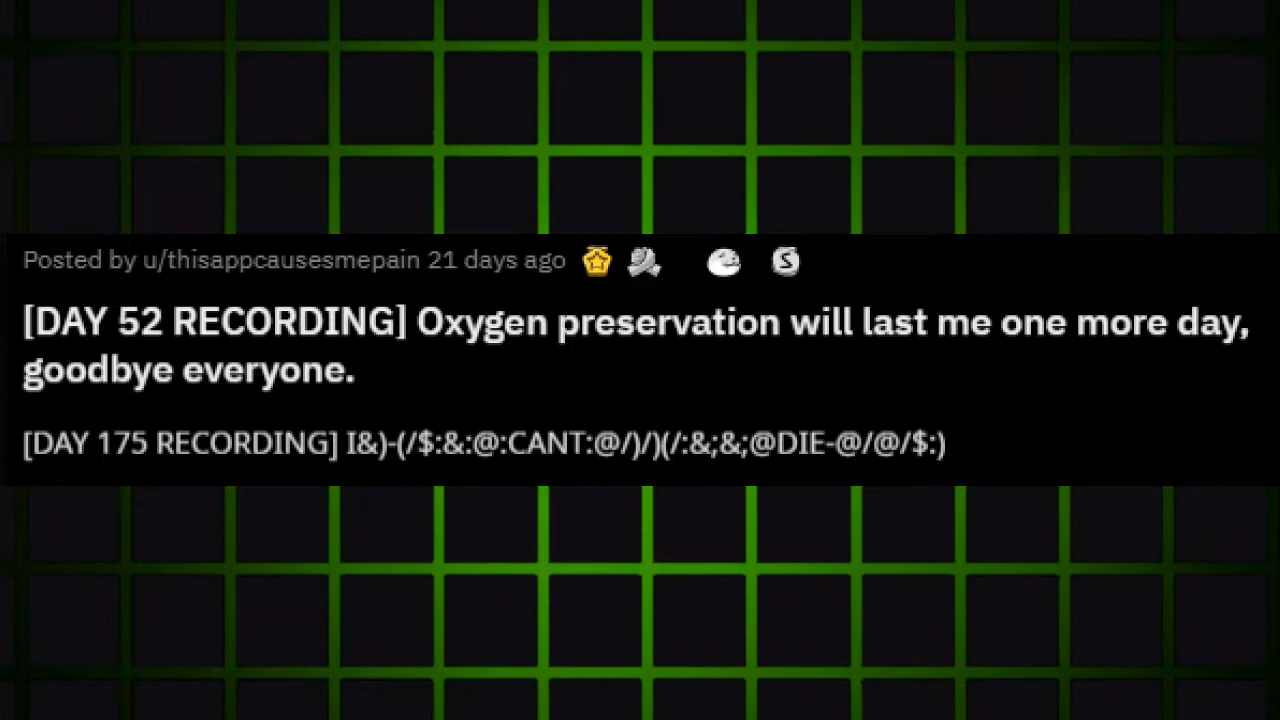 Posted by u/thisappcausesmepain 21 days ago
[DAY 52 RECORDING] Oxygen preservation will last me one more day,
goodbye everyone.
[DAY 175 RECORDING] I&)-(/$:&:@:CANT:@/)/)(/:&;&;@DIE-@/@/$:)